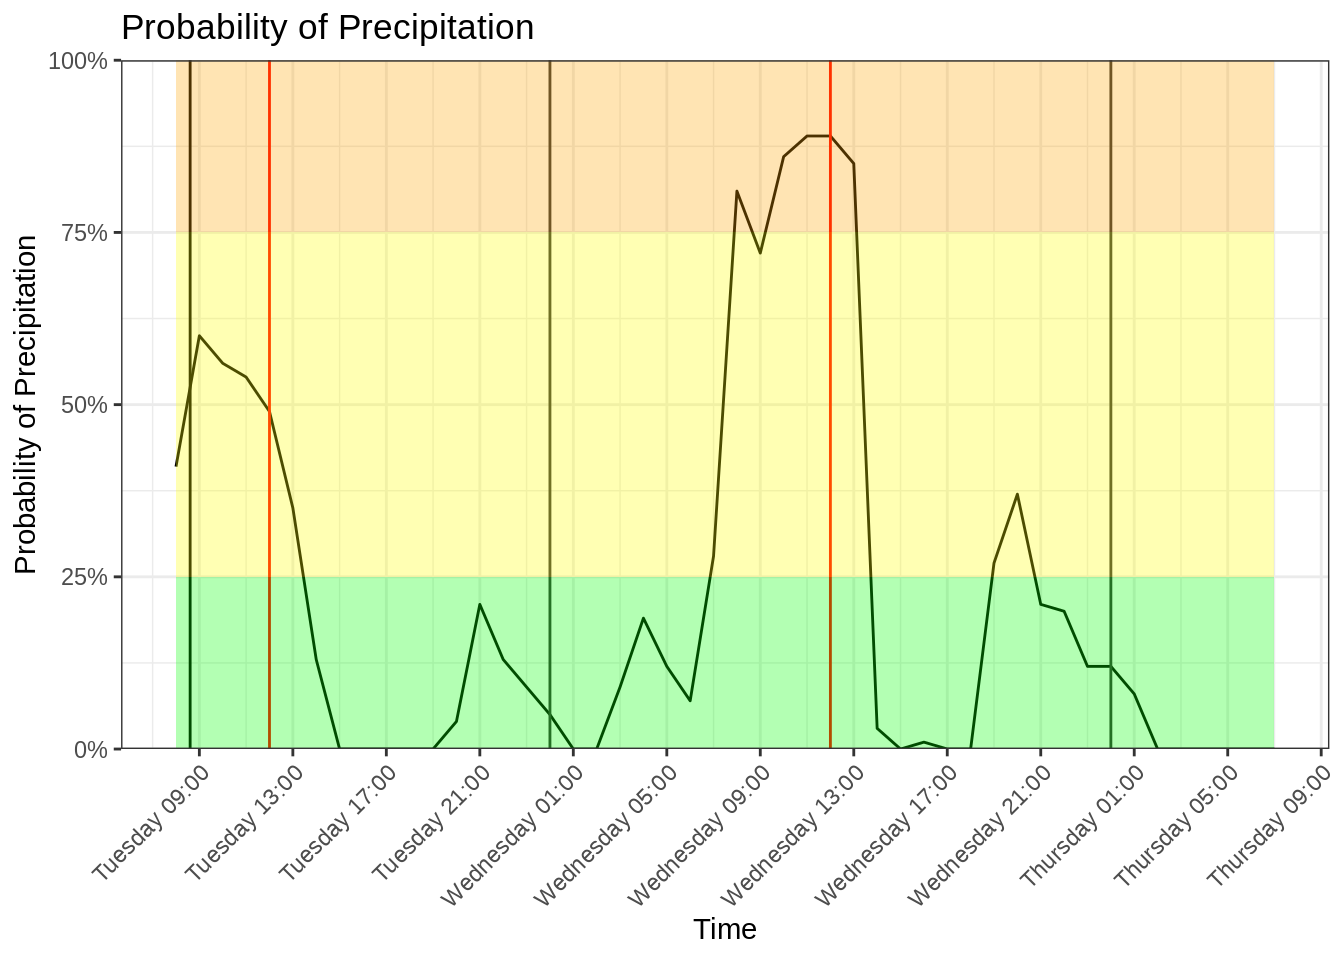 Probability of Precipitation
Probability of Precipitation
100%
75%
50%
25%
0%
Tuesday 09:00
Tuesday 13:00
Tuesday 17:00
Tuesday 21:00
Wednesday 01:00
Wednesday 05:00
Wednesday 09:00
Wednesday 13:00
Wednesday 17:00
Wednesday 21:00
Thursday 01:00
Thursday 05:00
Thursday 09:00
Time